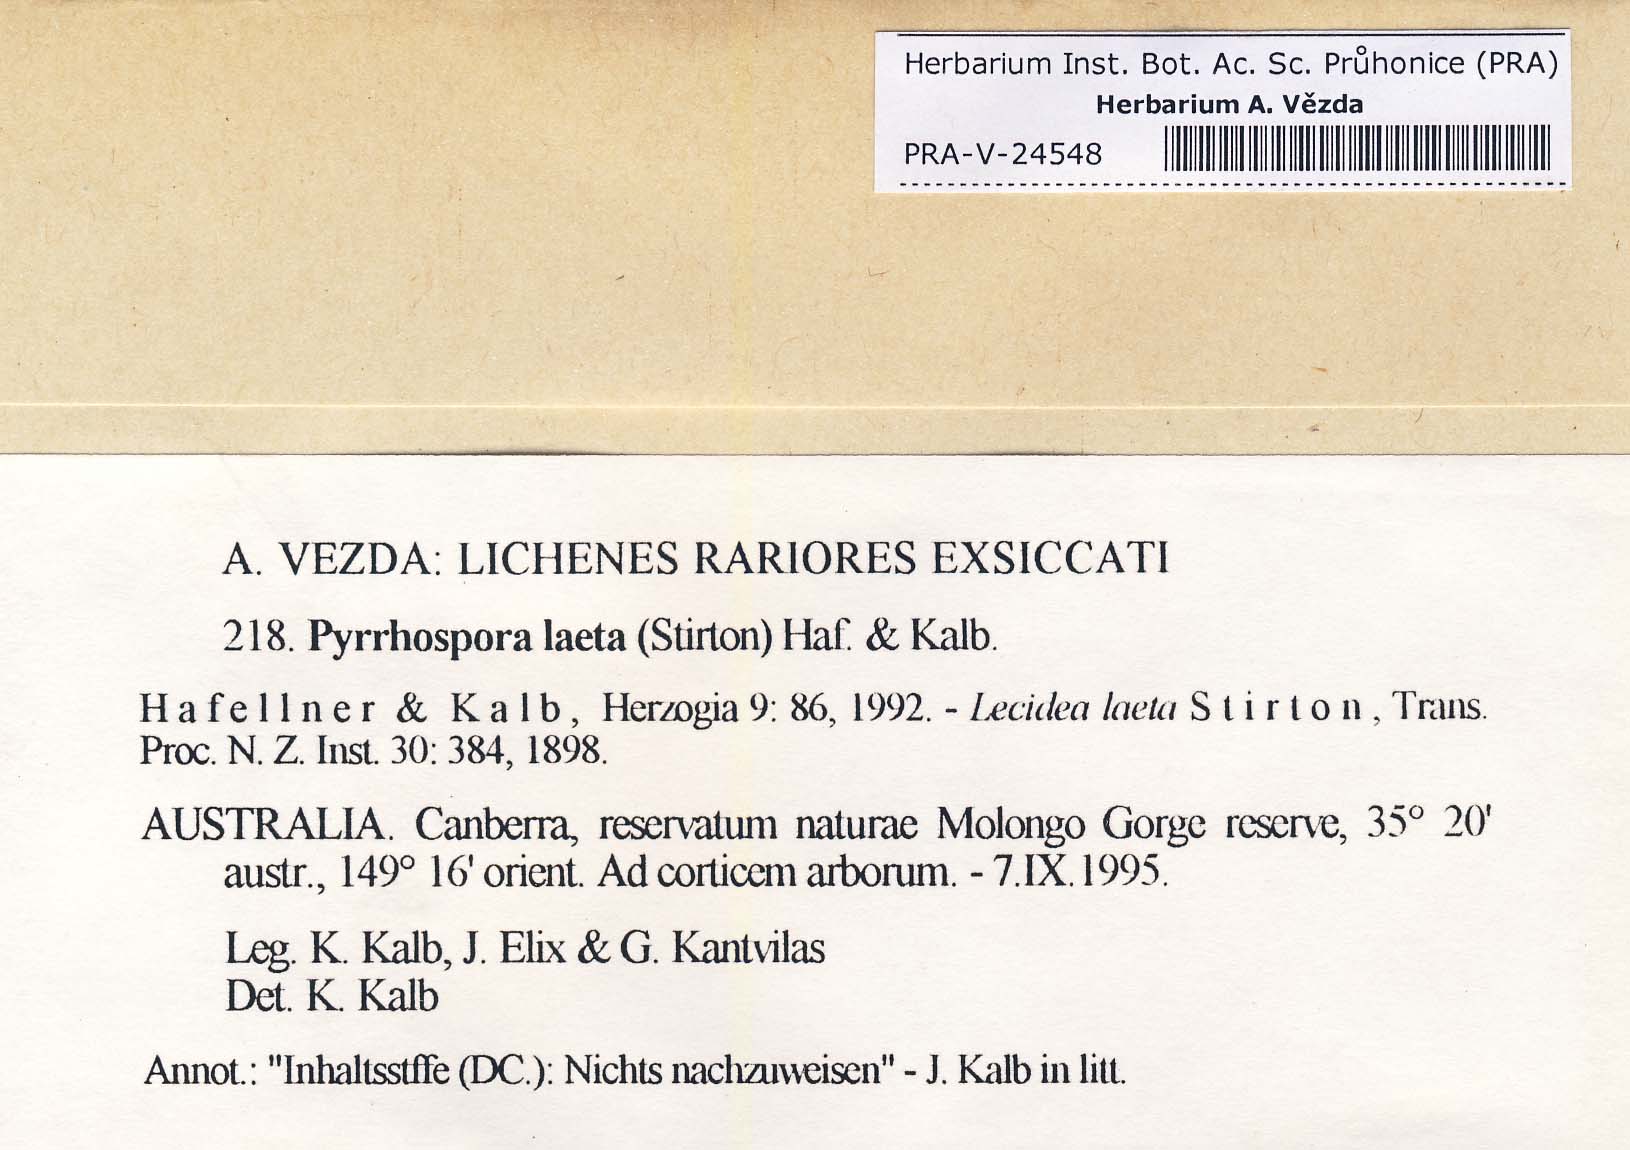 Herbarium Inst. Bot. Ac. Sc. Průhonice (PRA)
Herbarium A. Vězda
PRA-V-24548
A. VEZDA: LICHENES RARIORES EXSICCATI
218. Pyrrhospora laeta (Stirton) Haf. & Kalb.
Hafellner & Kalb, Herzogia 9: 86, 1992. - Lecidea laeta Stirton, Trans.
Proc. N. Z. Inst. 30: 384, 1898.
AUSTRALIA. Canberra, reservatum naturae Molongo Gorge reserve, 35° 20'
austr., 149° 16' orient. Ad corticem arborum. - 7.IX.1995.
Leg. K. Kalb, J. Elix & G. Kantvilas
Det. K. Kalb
Annot.: "Inhaltsstffe (DC.): Nichts nachzuweisen" - J. Kalb in litt.